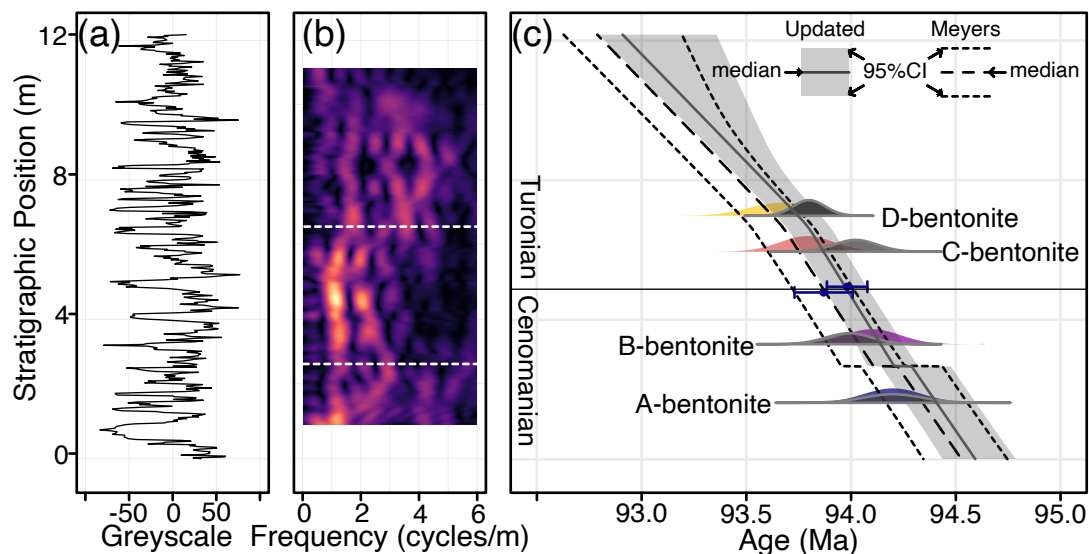 (a)
(b)
(c)
Updated
Meyers
median
95%CI
median
12
8
4
0
Stratigraphic Position (m)
Turonian
Cenomanian
D-bentonite
C-bentonite
B-bentonite
A-bentonite
-50 0 50
0 2 4 6
93.0 93.5 94.0 94.5 95.0
Greyscale
Frequency (cycles/m)
Age (Ma)